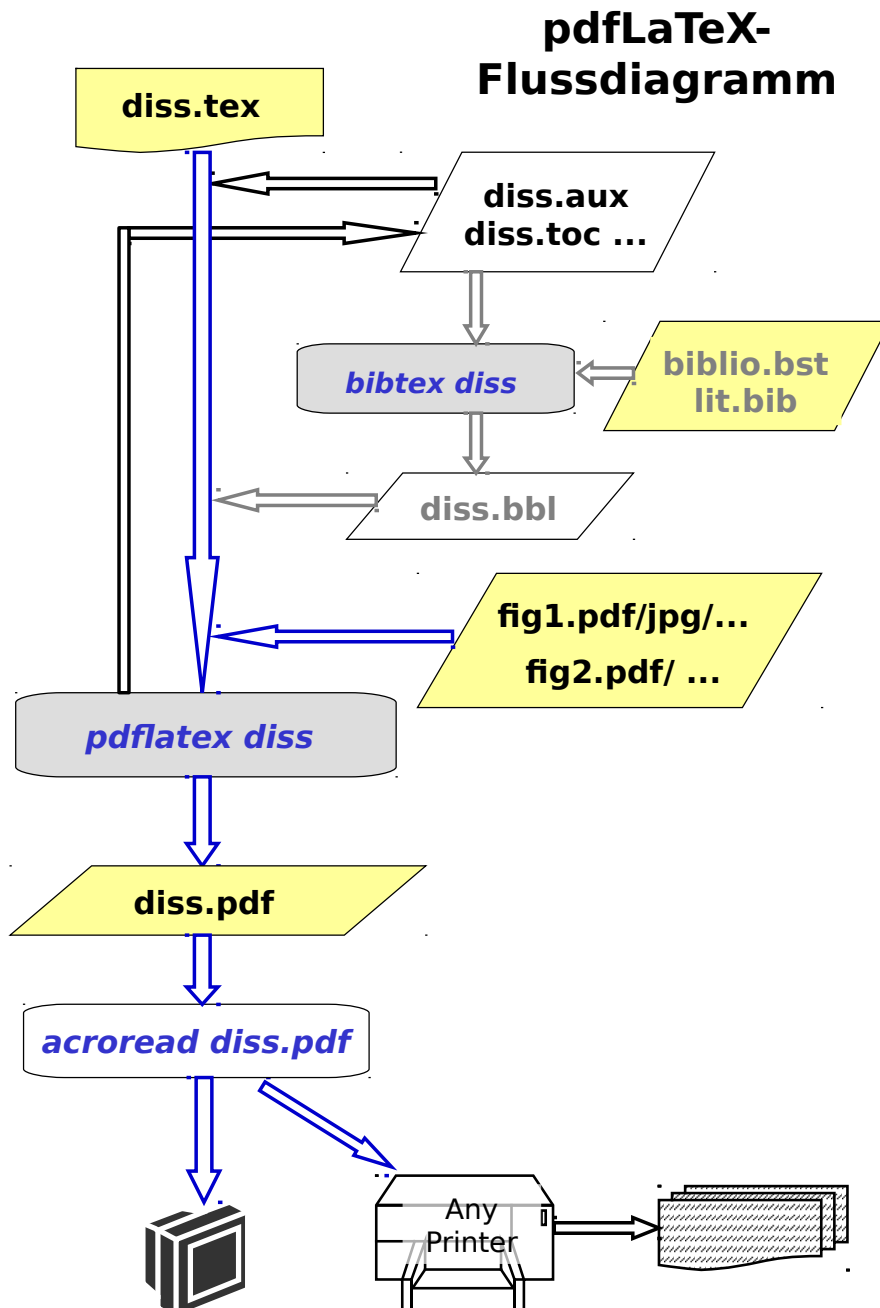 pdfLaTeX-
Flussdiagramm
diss.tex
diss.aux
diss.toc ...
bibtex diss
biblio.bst
lit.bib
diss.bbl
fig1.pdf/jpg/...
fig2.pdf/ ...
pdflatex diss
diss.pdf
acroread diss.pdf
Any
Printer